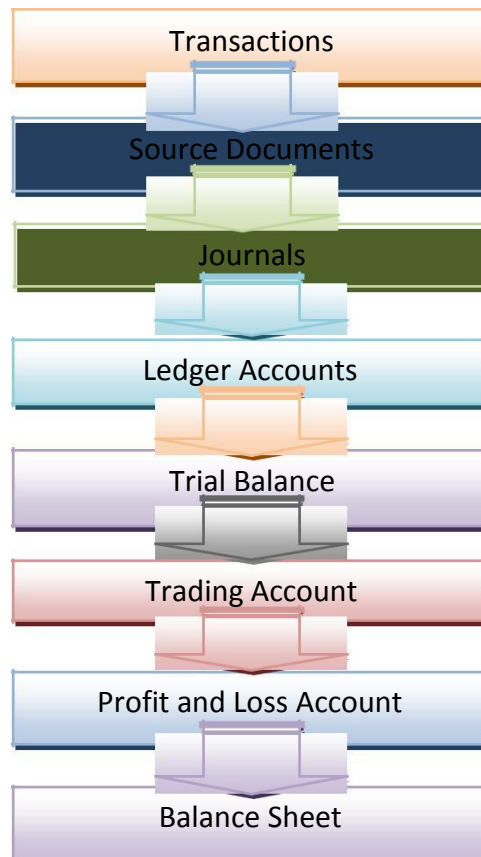 Transactions
Source Documents
Journals
Ledger Accounts
Trial Balance
Trading Account
Profit and Loss Account
Balance Sheet